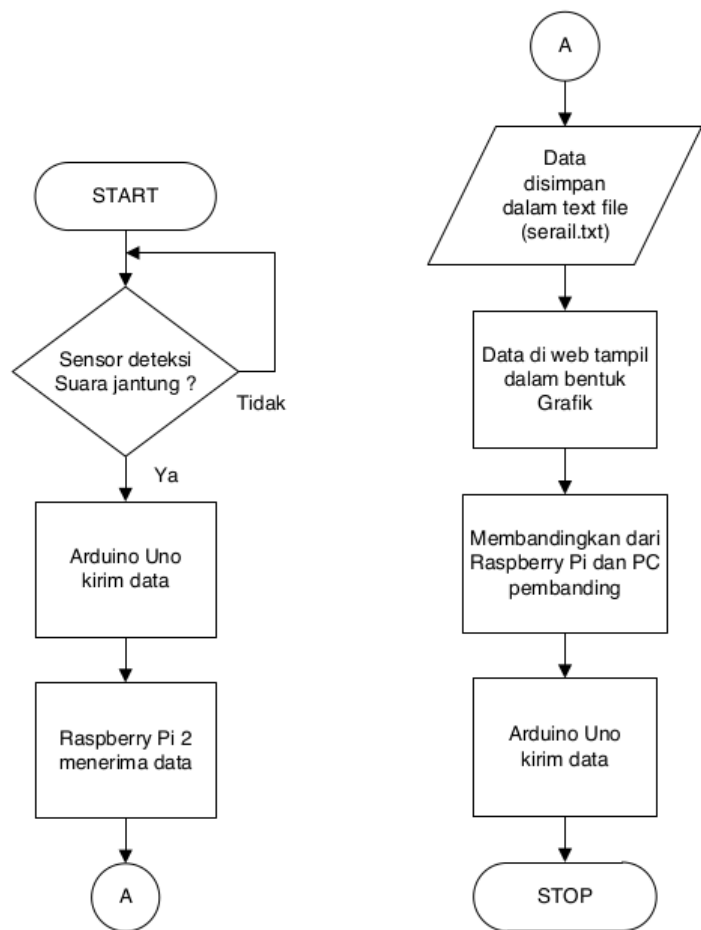 START
Sensor deteksi
Suara jantung ?
Tidak
Ya
Arduino Uno
kirim data
Raspberry Pi 2
menerima data
A
A
Data
disimpan
dalam text file
(serail.txt)
Data di web tampil
dalam bentuk
Grafik
Membandingkan dari
Raspberry Pi dan PC
pembanding
Arduino Uno
kirim data
STOP